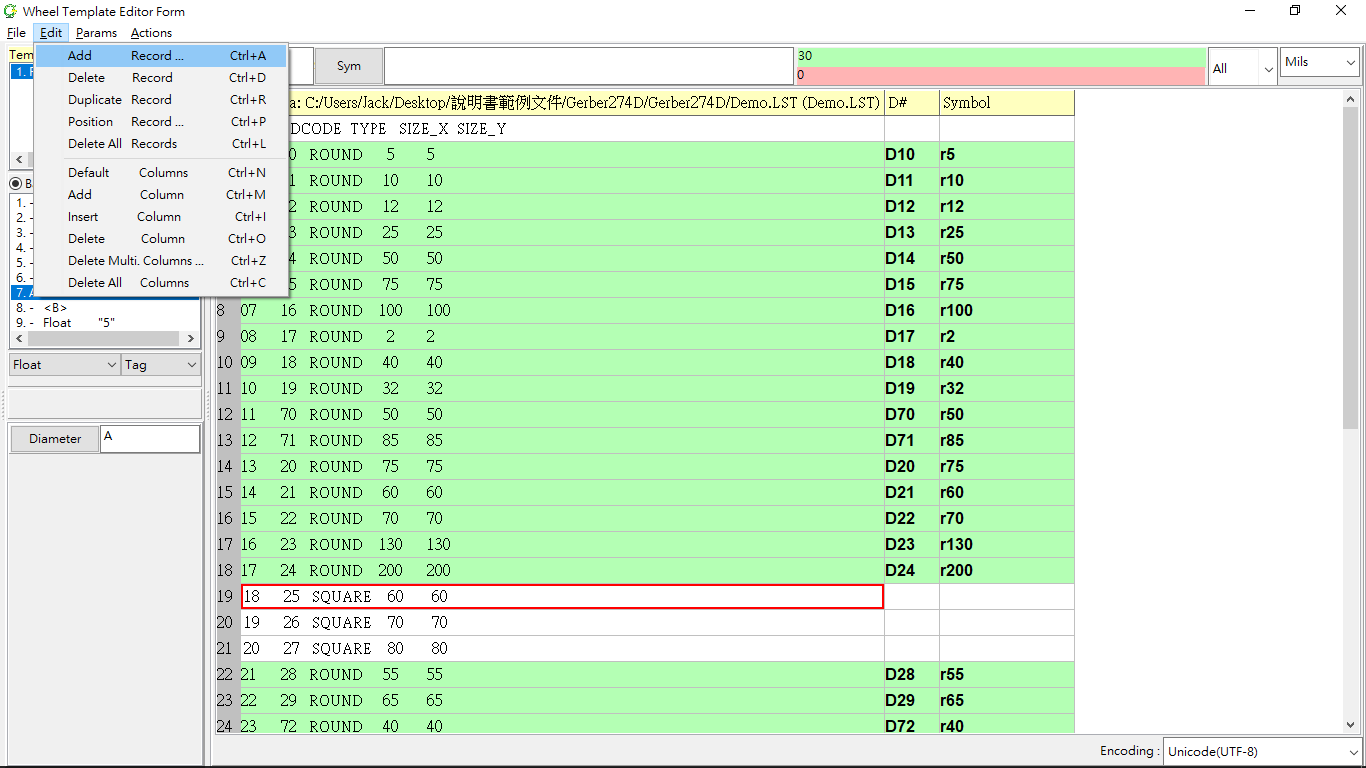 Wheel Template Editor Form
File Edit Params Actions
Add Record ... Ctrl+A
Delete Record Ctrl+D
Duplicate Record Ctrl+R
Position Record ... Ctrl+P
Delete All Records Ctrl+L
Default Columns Ctrl+N
Add Column Ctrl+M
Insert Column Ctrl+I
Delete Column Ctrl+O
Delete Multi. Columns ... Ctrl+Z
Delete All Columns Ctrl+C
Tem
1.
B
1. -
2. -
3. -
4. -
5. -
6. -
7. A
8. - <B>
9. - Float "5"
Float Tag
Diameter A
Sym
30
0
All Mils
a: C:/Users/Jack/Desktop/說明書範例文件/Gerber274D/Gerber274D/Demo.LST (Demo.LST) D# Symbol
DCODE TYPE SIZE_X SIZE_Y
0 ROUND 5 5 D10 r5
1 ROUND 10 10 D11 r10
2 ROUND 12 12 D12 r12
3 ROUND 25 25 D13 r25
4 ROUND 50 50 D14 r50
5 ROUND 75 75 D15 r75
8 07 16 ROUND 100 100 D16 r100
9 08 17 ROUND 2 2 D17 r2
10 09 18 ROUND 40 40 D18 r40
11 10 19 ROUND 32 32 D19 r32
12 11 70 ROUND 50 50 D70 r50
13 12 71 ROUND 85 85 D71 r85
14 13 20 ROUND 75 75 D20 r75
15 14 21 ROUND 60 60 D21 r60
16 15 22 ROUND 70 70 D22 r70
17 16 23 ROUND 130 130 D23 r130
18 17 24 ROUND 200 200 D24 r200
19 18 25 SQUARE 60 60
20 19 26 SQUARE 70 70
21 20 27 SQUARE 80 80
22 21 28 ROUND 55 55 D28 r55
23 22 29 ROUND 65 65 D29 r65
24 23 72 ROUND 40 40 D72 r40
Encoding : Unicode(UTF-8)